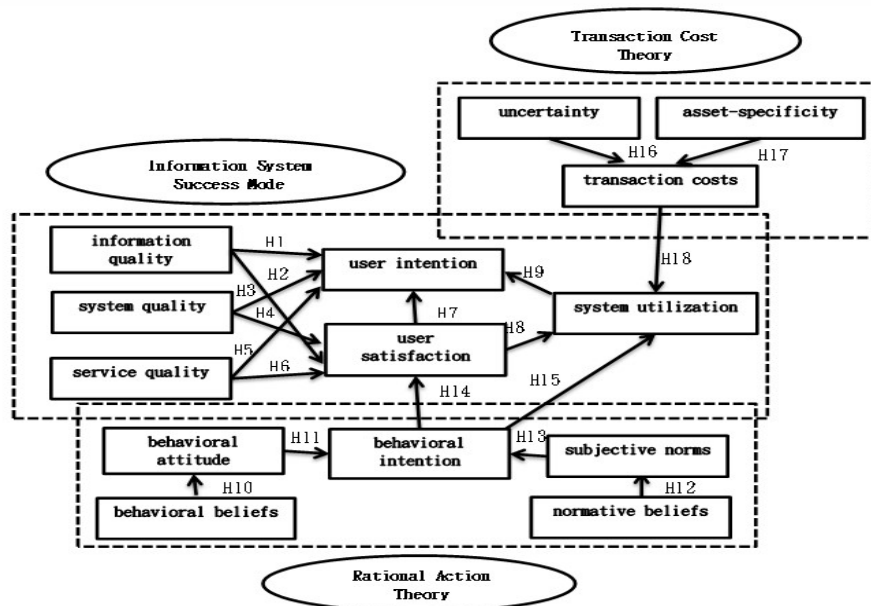 Transaction Cost
Theory
uncertainty
asset-specificity
H16
H17
transaction costs
Information System
Success Mode
information
quality
H1
H2
user intention
H9
H18
system quality
H3
H4
H7
system utilization
user
satisfaction
H8
service quality
H5
H6
H14
H15
behavioral
attitude
H11
behavioral
intention
H13
subjective norms
H10
H12
behavioral beliefs
normative beliefs
Rational Action
Theory